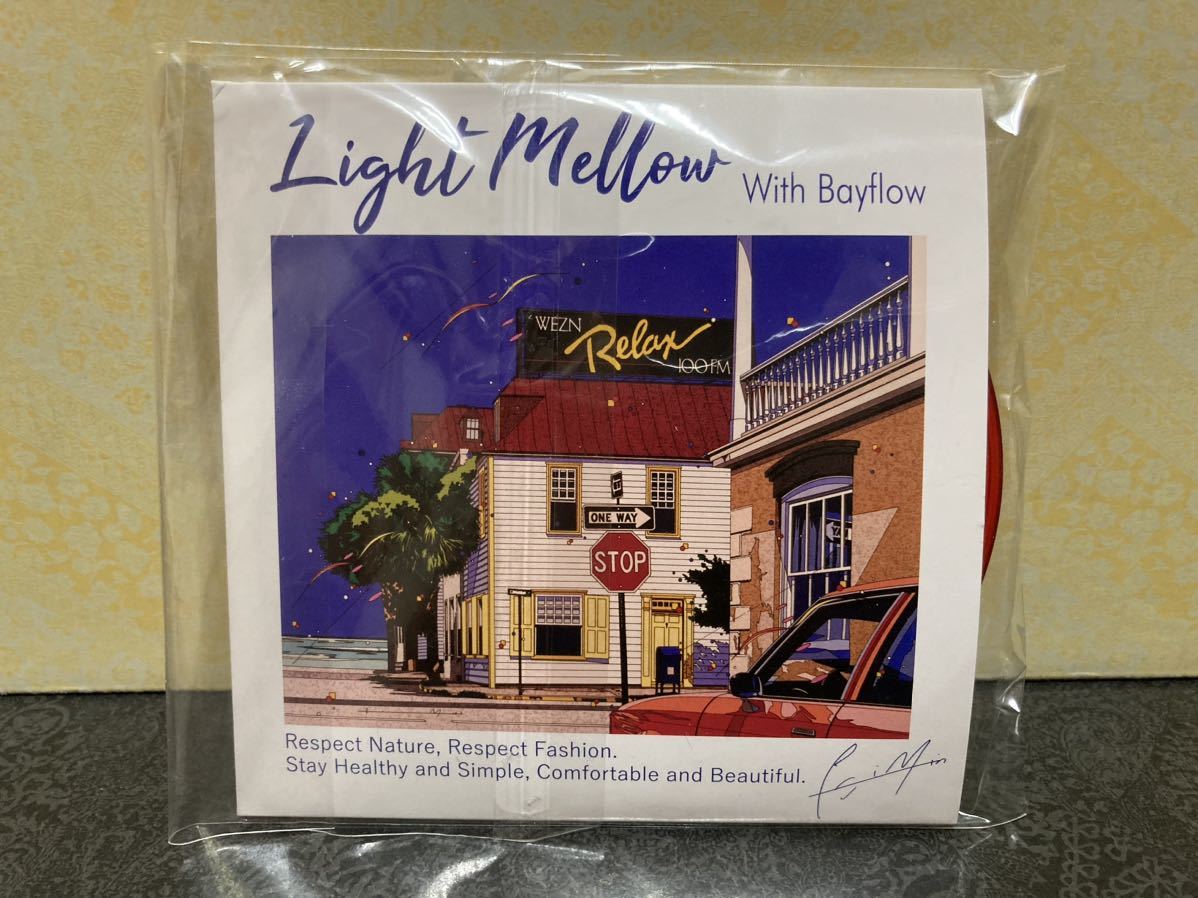 Light Mellow With Bayflow
WEZN
Relax
100 FM
ONE WAY
STOP
Respect Nature, Respect Fashion.
Stay Healthy and Simple, Comfortable and Beautiful.